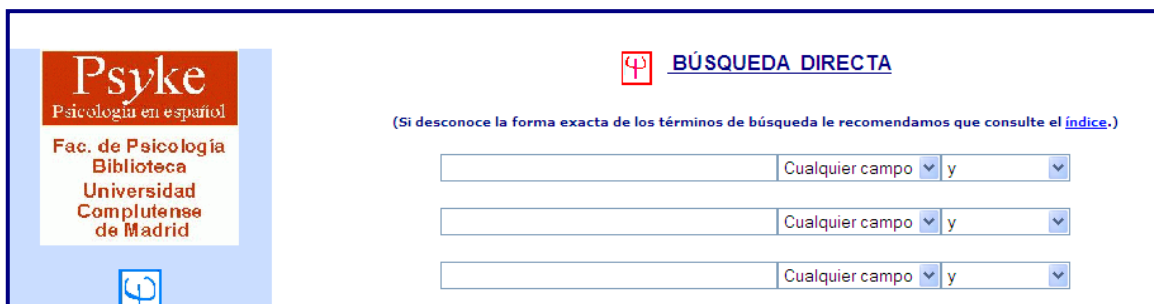 Psyke
Psicología en español
Fac. de Psicología
Biblioteca
Universidad
Complutense
de Madrid
BÚSQUEDA DIRECTA
(Si desconoce la forma exacta de los términos de búsqueda le recomendamos que consulte el índice.)
Cualquier campo y
Cualquier campo y
Cualquier campo y